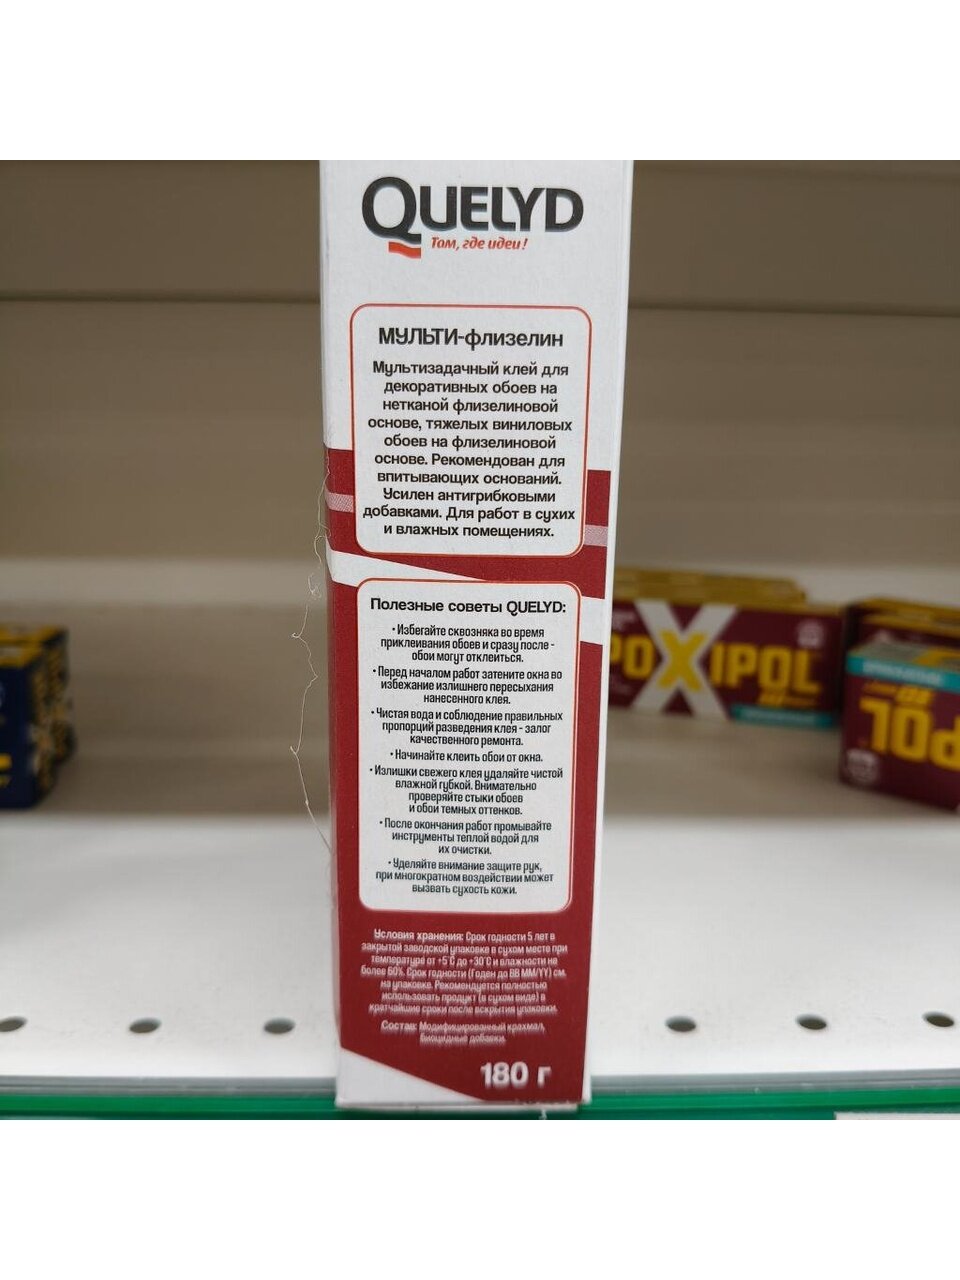 QUELYD
Там, где идеи!
МУЛЬТИ-флизелин
Мультизадачный клей для
декоративных обоев на
нетканой флизелиновой
основе, тяжелых виниловых
обоев на флизелиновой
основе. Рекомендован для
впитывающих оснований.
Усилен антигрибковыми
добавками. Для работ в сухих
и влажных помещениях.
Полезные советы QUELYD:
• Избегайте сквозняка во время
приклеивания обоев и сразу после -
обои могут отклеиться.
• Перед началом работ затените окна во
избежание излишнего пересыхания
нанесенного клея.
• Чистая вода и соблюдение правильных
пропорций разведения клея - залог
качественного ремонта.
• Начинайте клеить обои от окна.
• Излишки свежего клея удаляйте чистой
влажной губкой. Внимательно
проверяйте стыки обоев
и обои темных оттенков.
• После окончания работ промывайте
инструменты теплой водой для
их очистки.
• Уделяйте внимание защите рук,
при многократном воздействии может
вызвать сухость кожи.
Условия хранения: Срок годности 5 лет в
закрытой заводской упаковке в сухом месте при
температуре от +5°C до +30°C и влажности не
более 60%. Срок годности (Годен до ВВ ММ/YY) см.
на упаковке. Рекомендуется полностью
использовать продукт (в сухом виде) в
кратчайшие сроки после вскрытия упаковки.
Состав: Модифицированный крахмал,
биоцидные добавки.
180 г
POXIPOL
POL